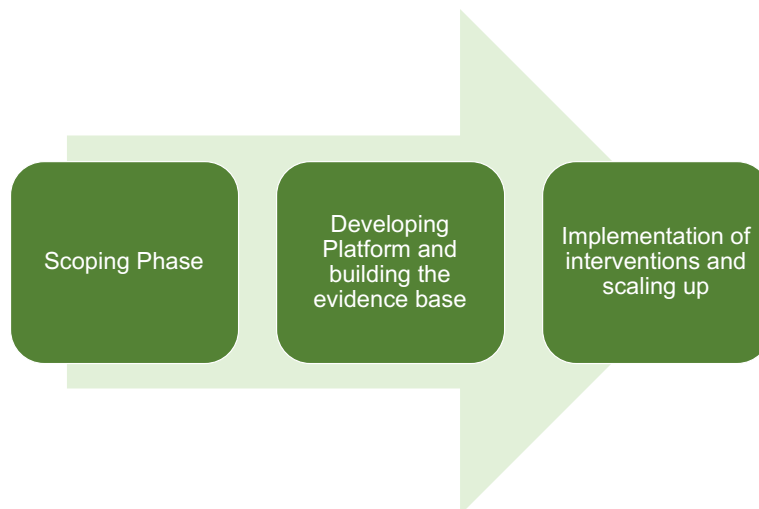 Scoping Phase
Developing
Platform and
building the
evidence base
Implementation of
interventions and
scaling up